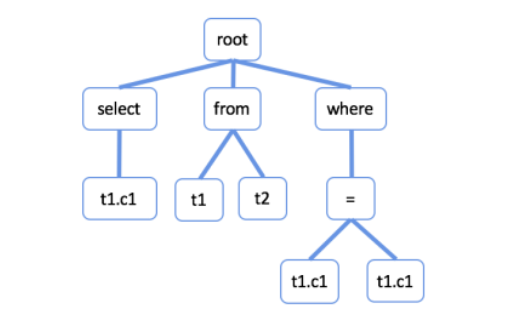 root
select from where
t1.c1 t1 t2 =
t1.c1 t1.c1